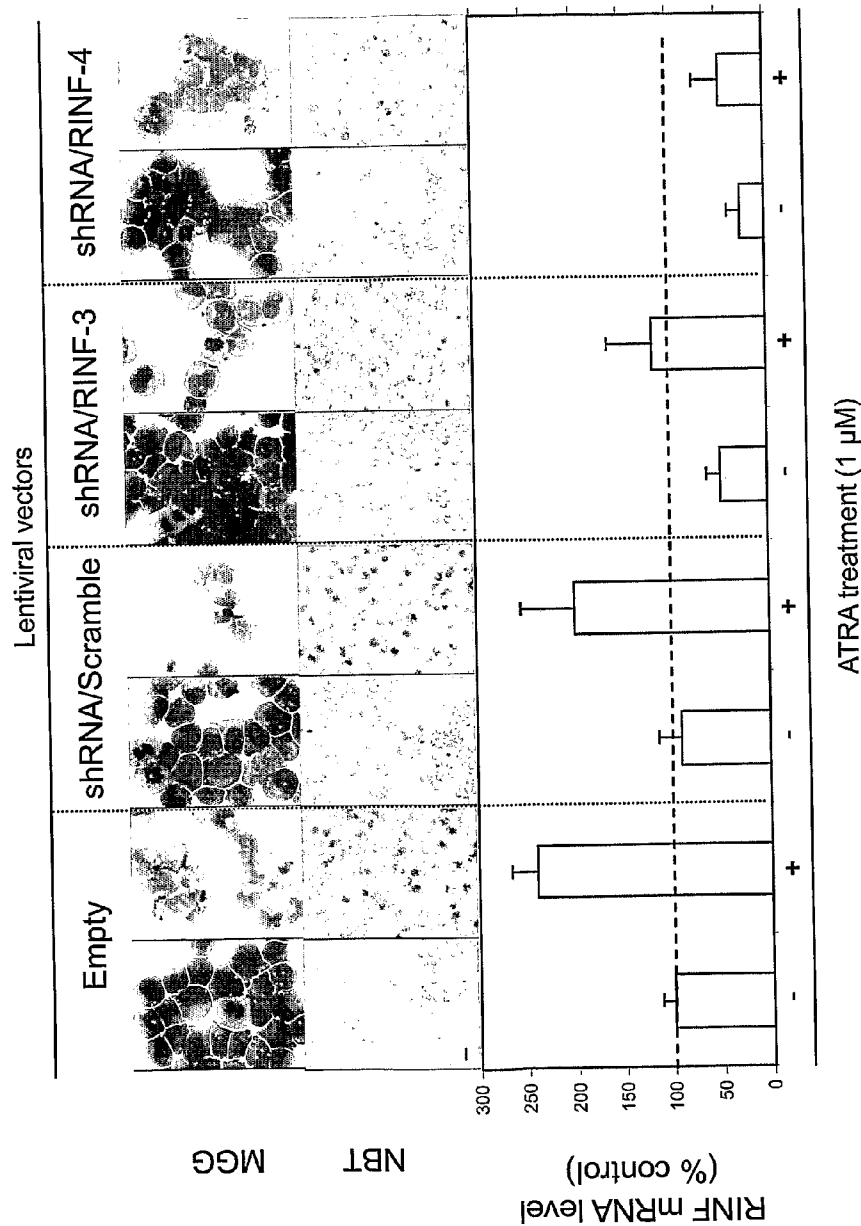 Lentiviral vectors
Empty
shRNA/Scramble
shRNA/RINF-3
shRNA/RINF-4
MGG
NBT
RINF mRNA level
(% control)
300
250
200
150
100
50
0
- + - + - + - +
ATRA treatment (1 µM)